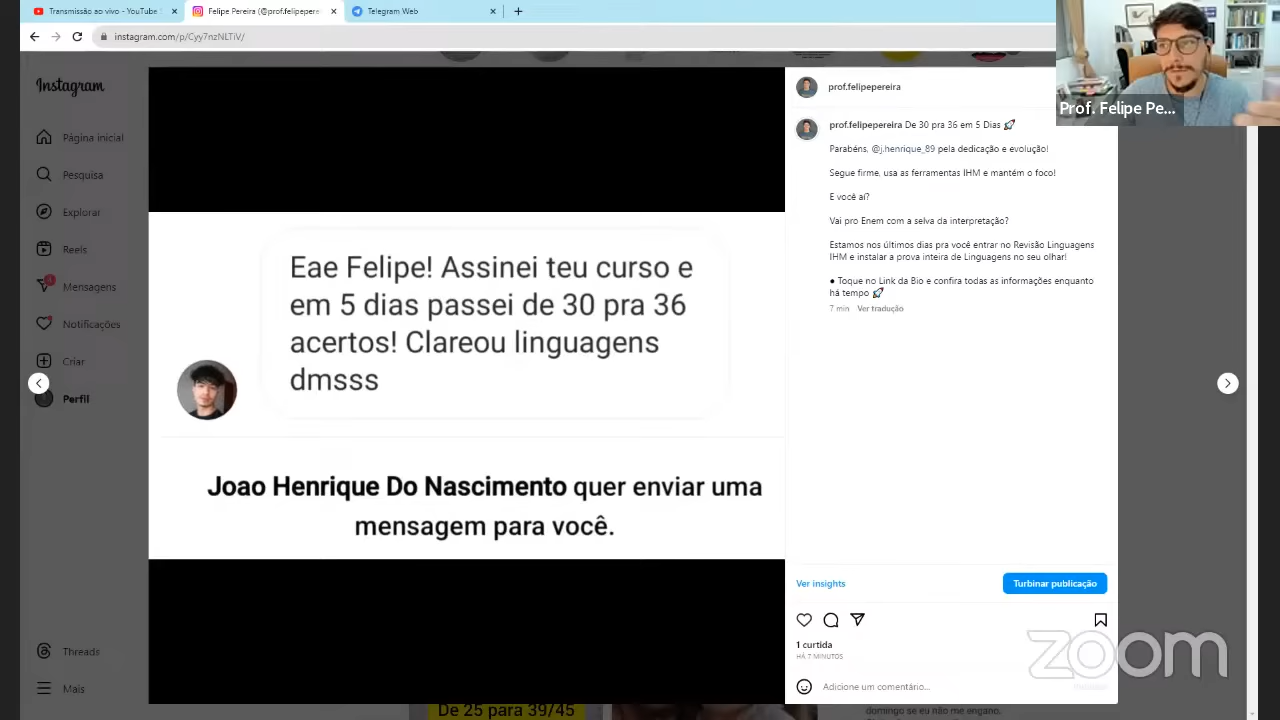 Transmissão ao vivo - YouTube
Felipe Pereira (@prof.felipepere
Telegram Web
instagram.com/p/Cyy7nzNLTiV/
Prof. Felipe Pe...
Instagram
Página inicial
Pesquisa
Explorar
Reels
Mensagens
Notificações
Criar
Perfil
Threads
Mais
Eae Felipe! Assinei teu curso e
em 5 dias passei de 30 pra 36
acertos! Clareou linguagens
dmsss
Joao Henrique Do Nascimento quer enviar uma
mensagem para você.
prof.felipepereira
prof.felipepereira De 30 pra 36 em 5 Dias 🚀
Parabéns, @j.henrique_89 pela dedicação e evolução!
Segue firme, usa as ferramentas IHM e mantém o foco!
E você aí?
Vai pro Enem com a selva da interpretação?
Estamos nos últimos dias pra você entrar no Revisão Linguagens
IHM e instalar a prova inteira de Linguagens no seu olhar!
● Toque no Link da Bio e confira todas as informações enquanto
há tempo 🚀
7 min Ver tradução
Ver insights
Turbinar publicação
1 curtida
HÁ 7 MINUTOS
Adicione um comentário...
zoom
De 25 para 39/45
domingo se eu não me engano.